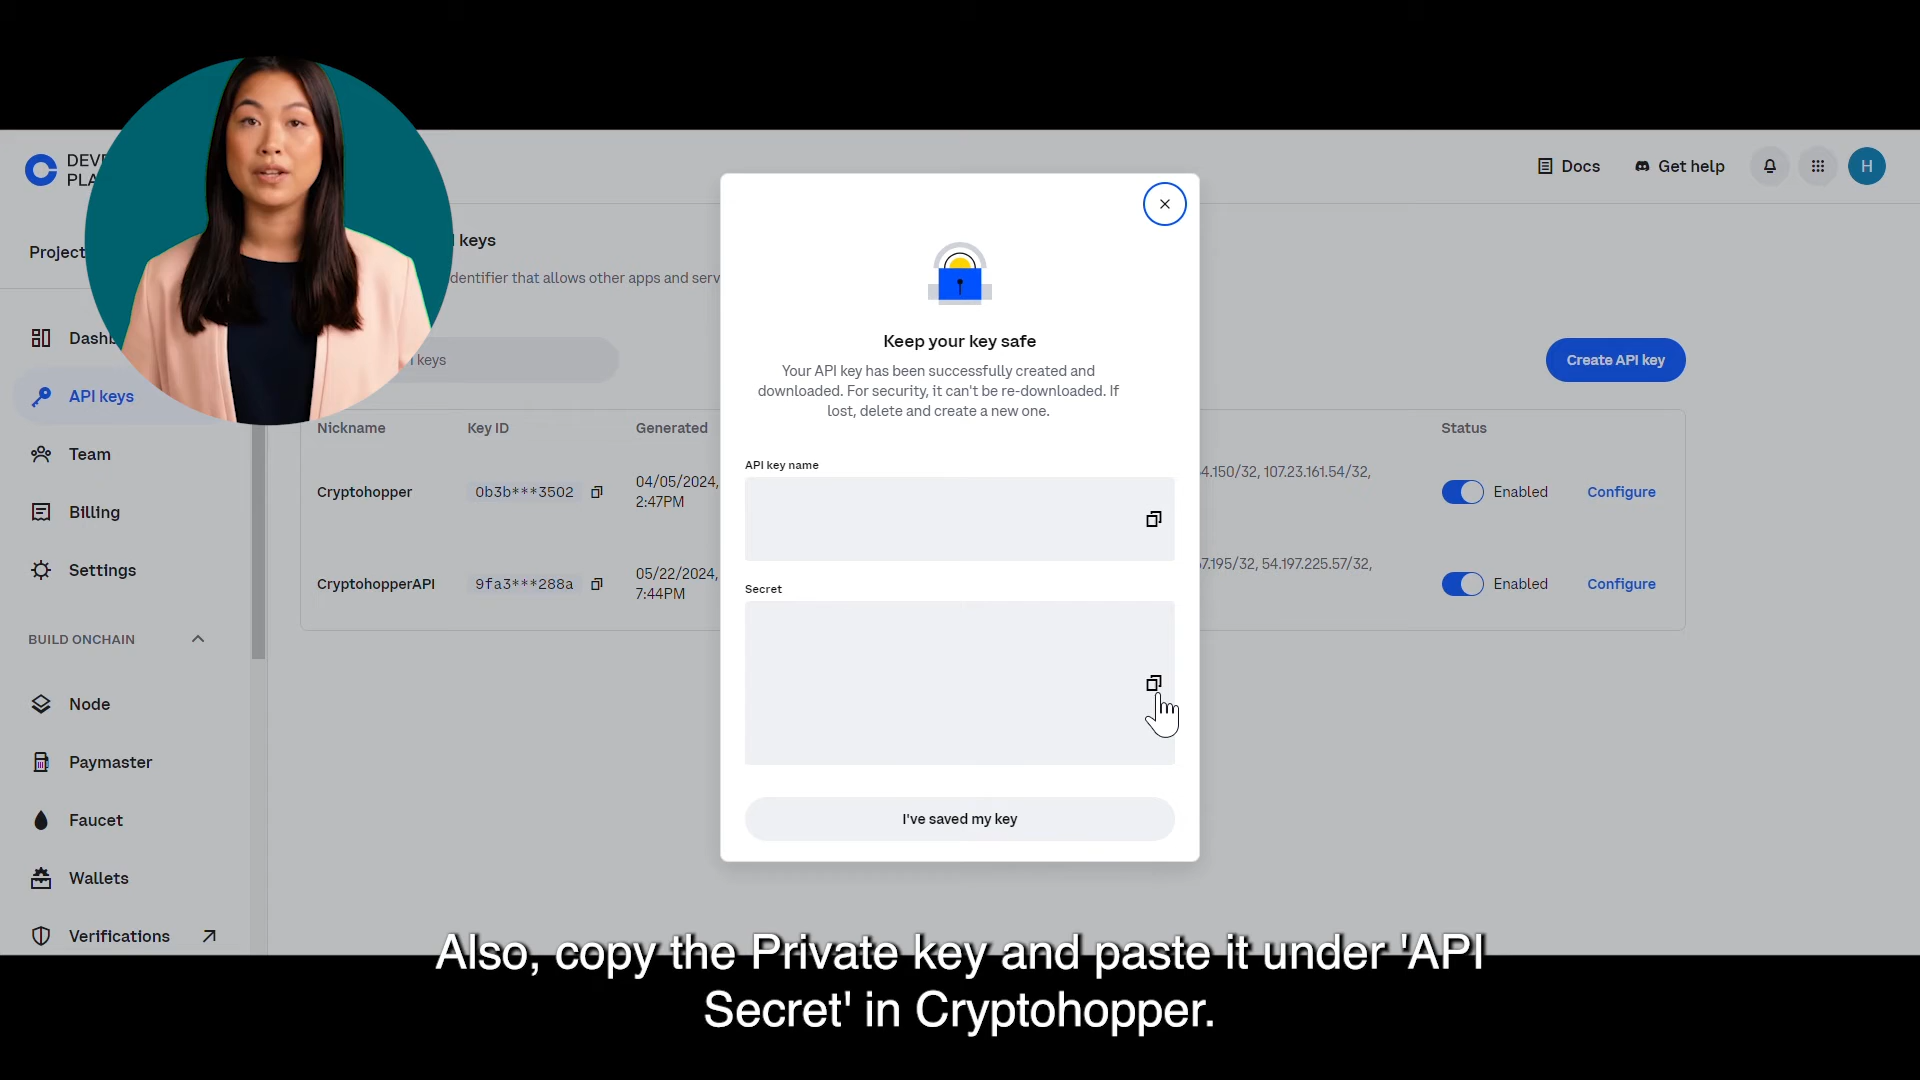 DEV
PLA
Docs
Get help
H
Project
keys
dentifier that allows other apps and serv
keys
Create API key
Dashb
API keys
Team
Billing
Settings
BUILD ONCHAIN
Node
Paymaster
Faucet
Wallets
Verifications
Nickname Key ID Generated Status
Cryptohopper 0b3b***3502 04/05/2024, 4.150/32, 107.23.161.54/32, Enabled Configure
2:47PM
CryptohopperAPI 9fa3***288a 05/22/2024, 7.195/32, 54.197.225.57/32, Enabled Configure
7:44PM
Keep your key safe
Your API key has been successfully created and
downloaded. For security, it can't be re-downloaded. If
lost, delete and create a new one.
API key name
Secret
I've saved my key
Also, copy the Private key and paste it under 'API
Secret' in Cryptohopper.